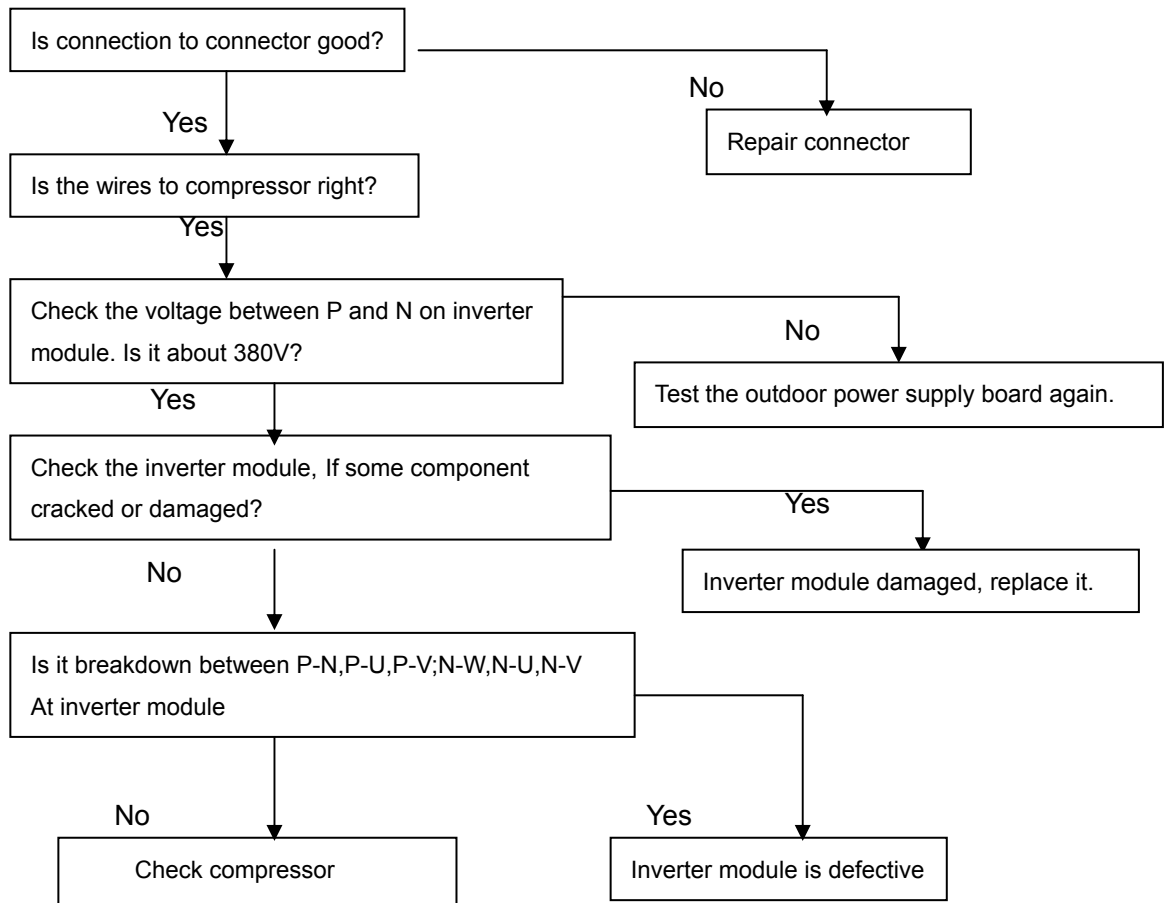 Is connection to connector good?
No
Yes
Repair connector
Is the wires to compressor right?
Yes
Check the voltage between P and N on inverter
module. Is it about 380V?
No
Yes
Test the outdoor power supply board again.
Check the inverter module, If some component
cracked or damaged?
Yes
No
Inverter module damaged, replace it.
Is it breakdown between P-N,P-U,P-V;N-W,N-U,N-V
At inverter module
No
Yes
Check compressor
Inverter module is defective